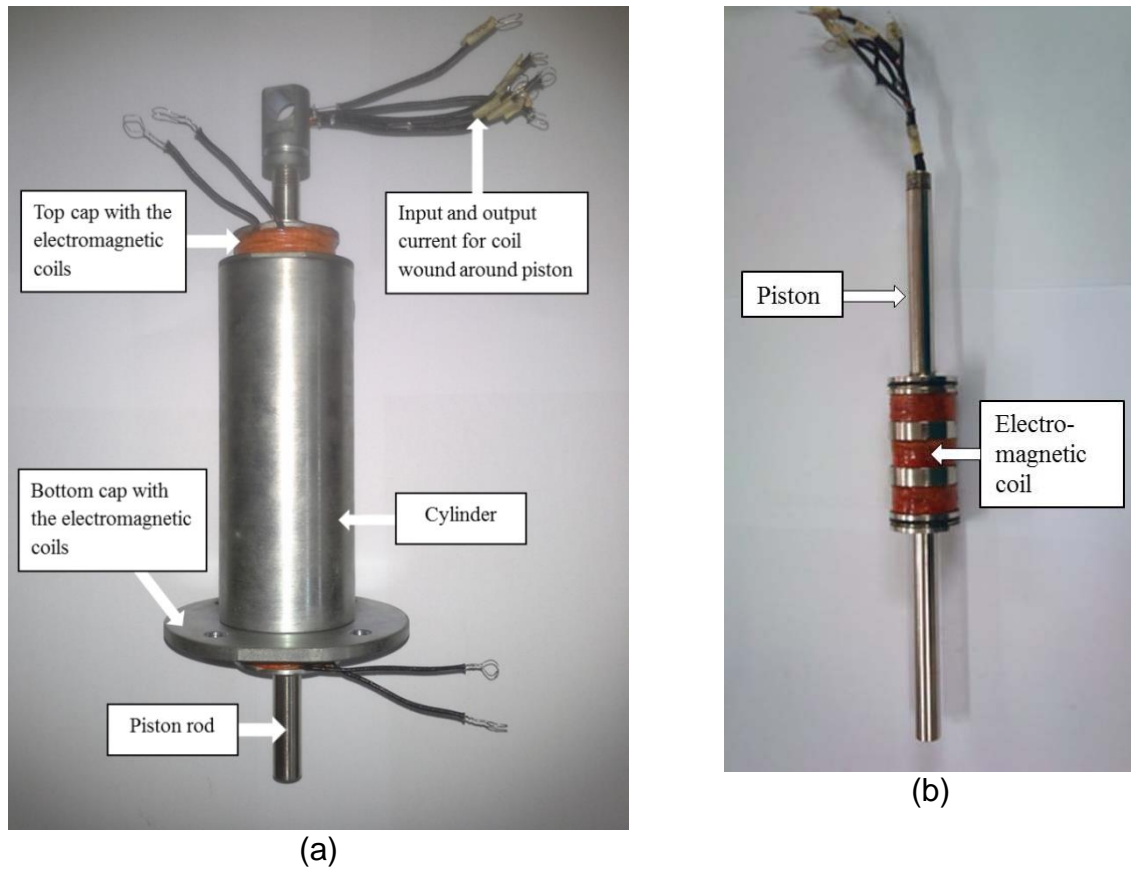 Top cap with the
electromagnetic
coils
Input and output
current for coil
wound around piston
Bottom cap with
the electromagnetic
coils
Cylinder
Piston rod
(a)
Piston
Electro-
magnetic
coil
(b)